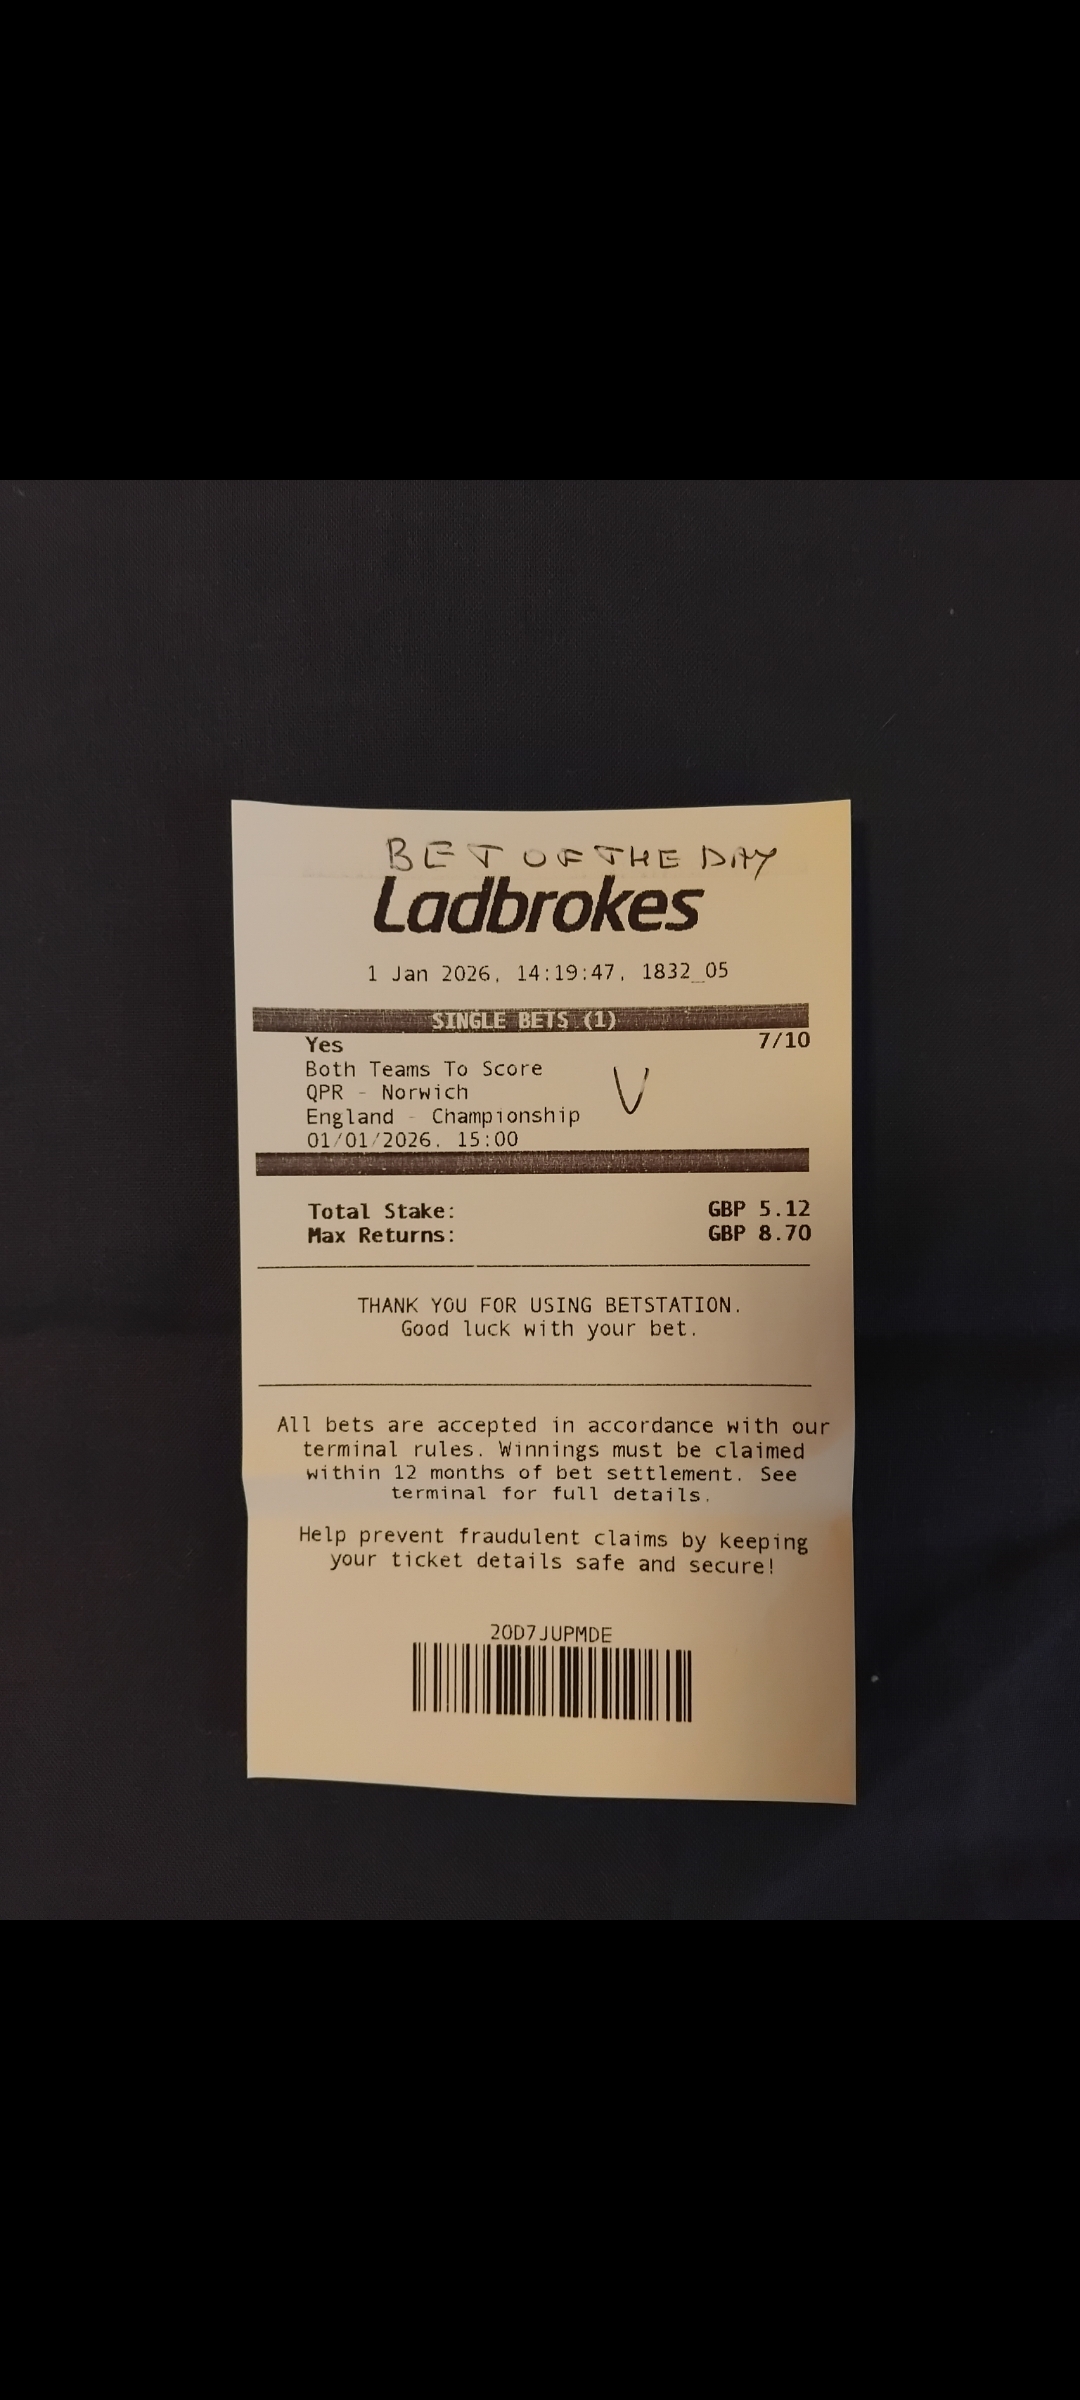 BET OF THE DAY
Ladbrokes
1 Jan 2026, 14:19:47, 1832_05
SINGLE BETS (1)
Yes 7/10
Both Teams To Score
QPR - Norwich
England - Championship
01/01/2026, 15:00
Total Stake: GBP 5.12
Max Returns: GBP 8.70
THANK YOU FOR USING BETSTATION.
Good luck with your bet.
All bets are accepted in accordance with our
terminal rules. Winnings must be claimed
within 12 months of bet settlement. See
terminal for full details.
Help prevent fraudulent claims by keeping
your ticket details safe and secure!
20D7JUPMDE